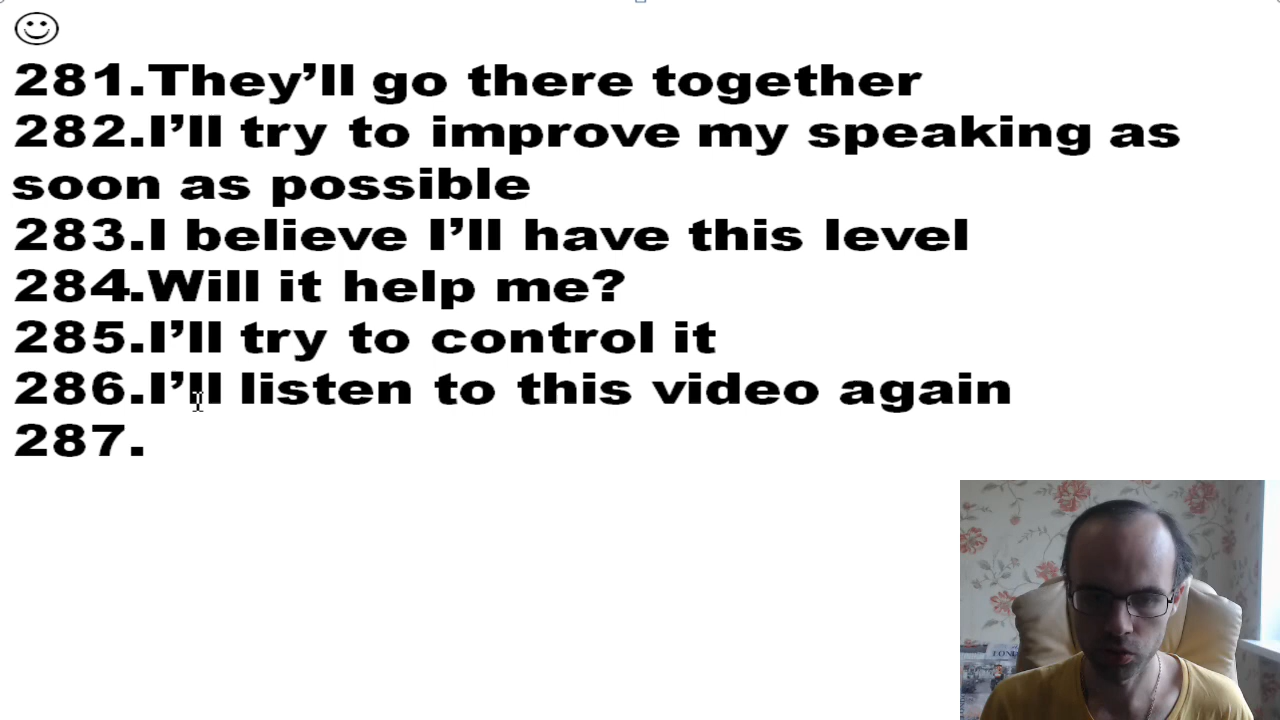 281.They’ll go there together
282.I’ll try to improve my speaking as
soon as possible
283.I believe I’ll have this level
284.Will it help me?
285.I’ll try to control it
286.I’ll listen to this video again
287.